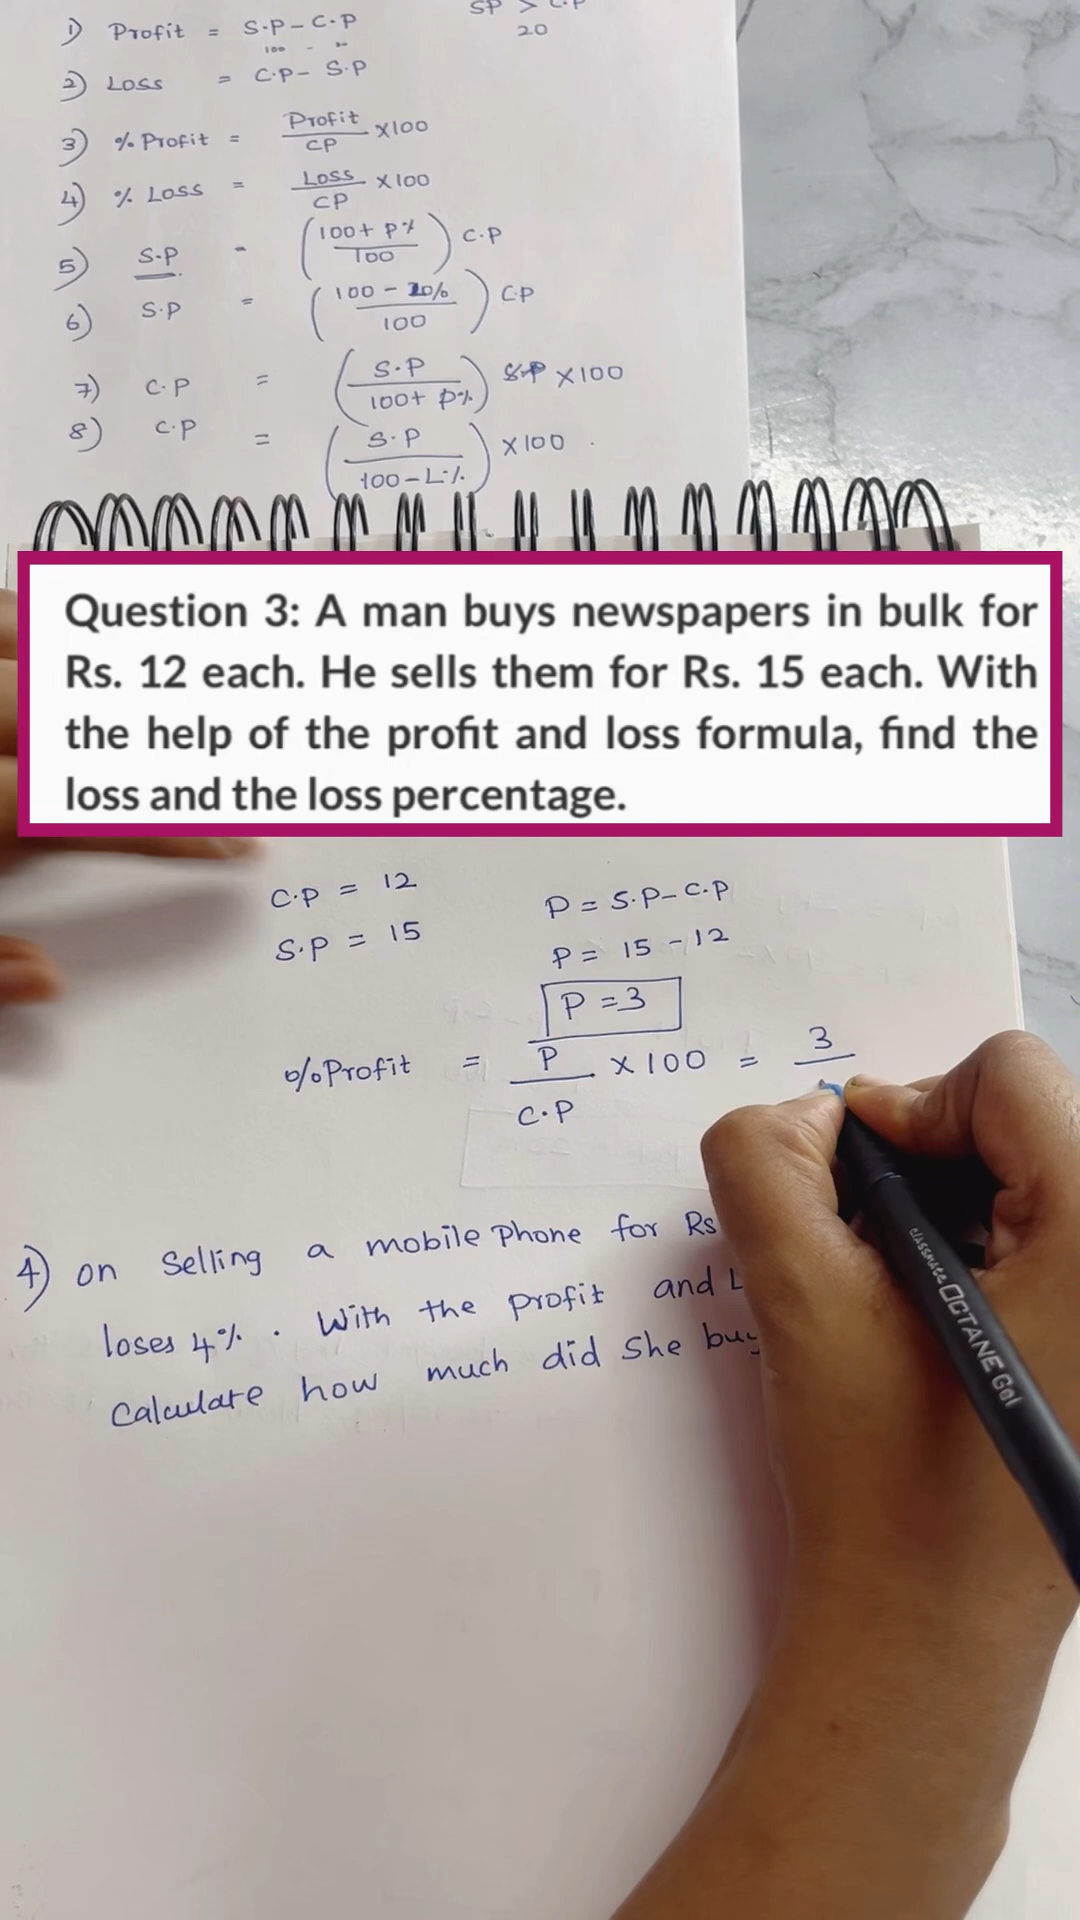 SP > C.P
20
1) Profit = S.P - C.P
100 -
2) Loss = C.P - S.P
3) % Profit = Profit/CP X100
4) % Loss = Loss/CP X100
5) S.P = (100+ P%/100) C.P
6) S.P = (100 - 20%/100) C.P
7) C.P = (S.P/100+ P%) X100
8) C.P = (S.P/100-L%) X100
Question 3: A man buys newspapers in bulk for
Rs. 12 each. He sells them for Rs. 15 each. With
the help of the profit and loss formula, find the
loss and the loss percentage.
C.P = 12
S.P = 15
P = S.P - C.P
P = 15 - 12
P = 3
% Profit = P/C.P X 100 = 3
4) on Selling a mobile Phone for Rs
loses 4%. With the profit and L
Calculate how much did She buy
classmate OCTANE Gel